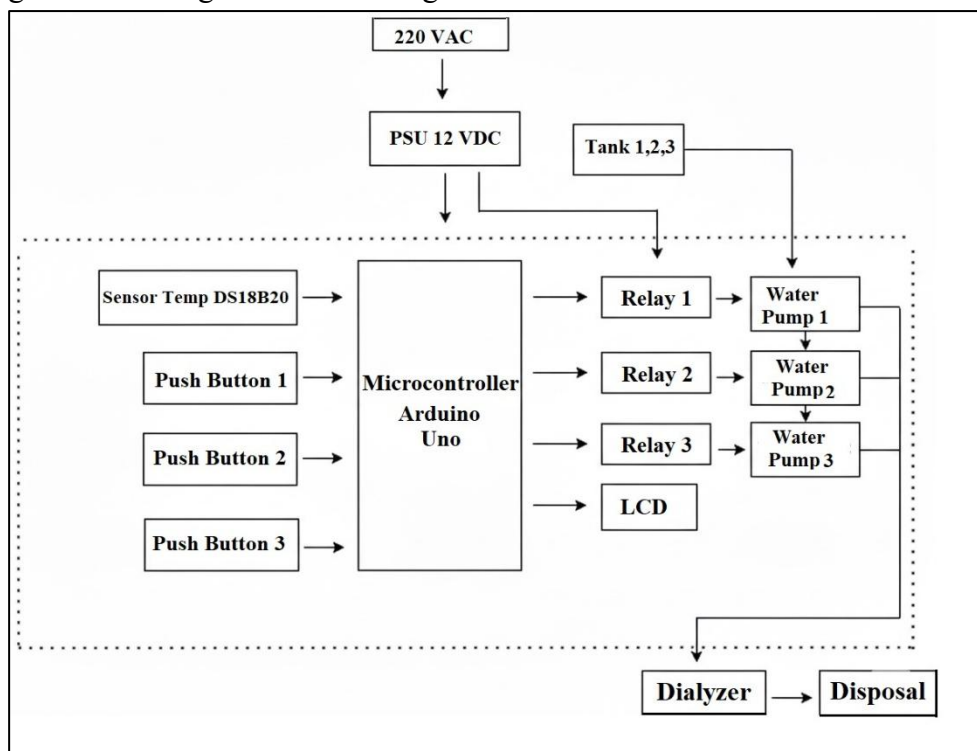 220 VAC
PSU 12 VDC
Tank 1,2,3
Sensor Temp DS18B20
Push Button 1
Push Button 2
Push Button 3
Microcontroller
Arduino
Uno
Relay 1
Relay 2
Relay 3
LCD
Water
Pump 1
Water
Pump 2
Water
Pump 3
Dialyzer
Disposal